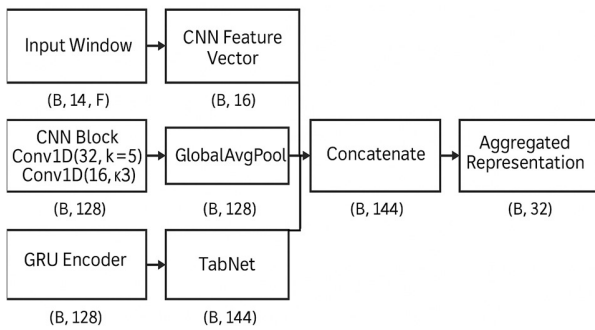 Input Window
CNN Feature
Vector
(B, 14, F)
(B, 16)
CNN Block
Conv1D(32, k=5)
Conv1D(16, κ3)
GlobalAvgPool
Concatenate
Aggregated
Representation
(B, 128)
(B, 128)
(B, 144)
(B, 32)
GRU Encoder
TabNet
(B, 128)
(B, 144)